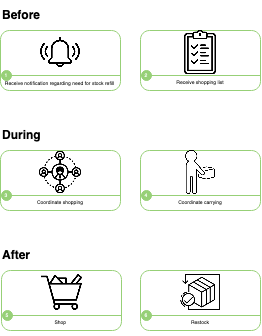 Before
1
Receive notification regarding need for stock refill
2
Receive shopping list
During
3
Coordinate shopping
4
Coordinate carrying
After
5
Shop
6
Restock